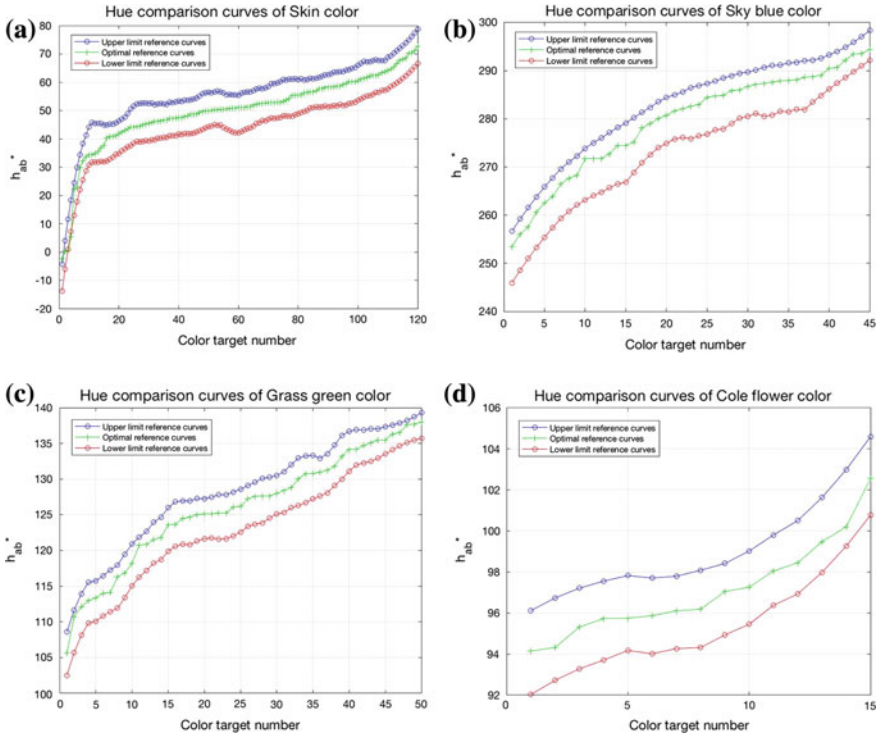 (a)
Hue comparison curves of Skin color
80
70
60
50
40
30
20
10
0
-10
-20
h_ab*
Upper limit reference curves
Optimal reference curves
Lower limit reference curves
0 20 40 60 80 100 120
Color target number
(b)
Hue comparison curves of Sky blue color
300
290
280
270
260
250
240
h_ab*
Upper limit reference curves
Optimal reference curves
Lower limit reference curves
0 5 10 15 20 25 30 35 40 45
Color target number
(c)
Hue comparison curves of Grass green color
140
135
130
125
120
115
110
105
100
h_ab*
Upper limit reference curves
Optimal reference curves
Lower limit reference curves
0 5 10 15 20 25 30 35 40 45 50
Color target number
(d)
Hue comparison curves of Cole flower color
106
104
102
100
98
96
94
92
h_ab*
Upper limit reference curves
Optimal reference curves
Lower limit reference curves
0 5 10 15
Color target number